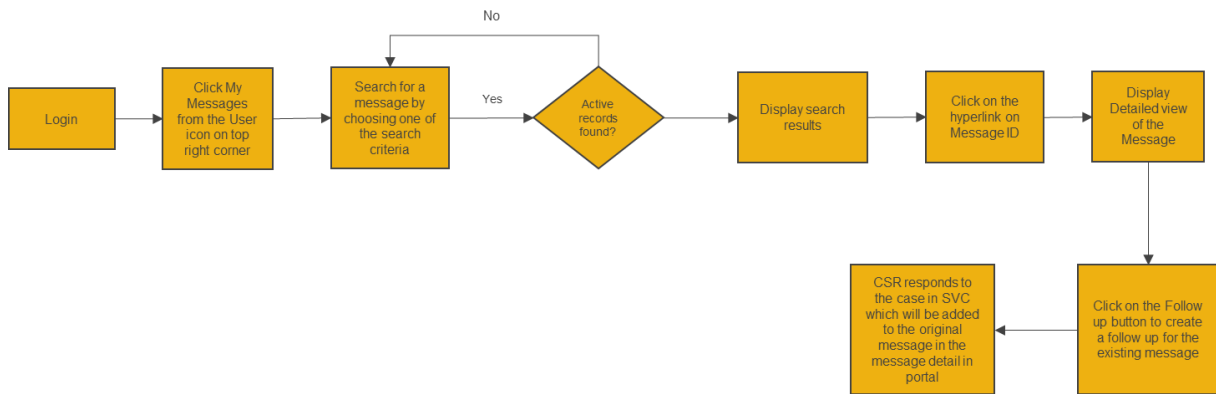 No
Login
Click My
Messages
from the User
icon on top
right corner
Search for a
message by
choosing one
of the search
criteria
Yes
Active
records
found?
Display search
results
Click on the
hyperlink on
Message ID
Display
Detailed view
of the
Message
Click on the Follow
up button to create
a follow up for the
existing message
CSR responds to
the case in SVC
which will be added
to the original
message in the
message detail in
portal